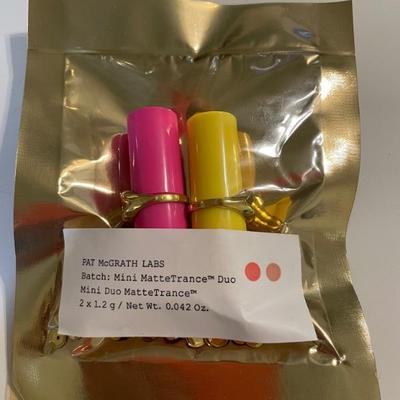 PAT McGRATH LABS
Batch: Mini MatteTrance™ Duo
Mini Duo MatteTrance™
2 x 1.2 g / Net Wt. 0.042 Oz.